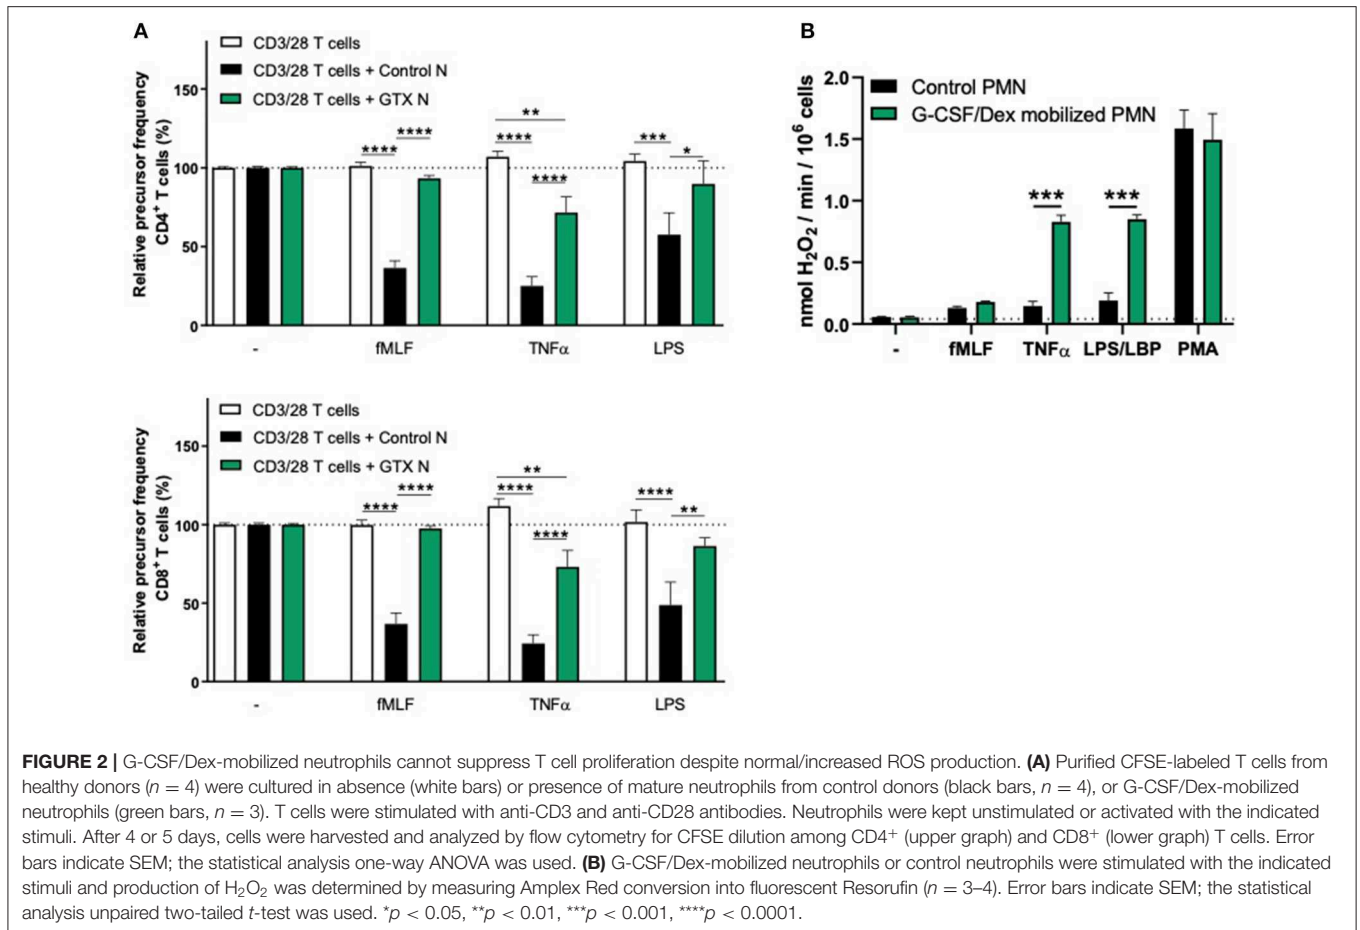 A
CD3/28 T cells
CD3/28 T cells + Control N
CD3/28 T cells + GTX N
Relative precursor frequency
CD4⁺ T cells (%)
150
100
50
0
****
****
**
****
****
***
*
-
fMLF
TNFα
LPS
B
Control PMN
G-CSF/Dex mobilized PMN
nmol H₂O₂ / min / 10⁶ cells
2.0
1.5
1.0
0.5
0.0
***
***
-
fMLF
TNFα
LPS/LBP
PMA
CD3/28 T cells
CD3/28 T cells + Control N
CD3/28 T cells + GTX N
Relative precursor frequency
CD8⁺ T cells (%)
150
100
50
0
****
****
**
****
****
****
**
-
fMLF
TNFα
LPS
FIGURE 2 | G-CSF/Dex-mobilized neutrophils cannot suppress T cell proliferation despite normal/increased ROS production. (A) Purified CFSE-labeled T cells from
healthy donors (n = 4) were cultured in absence (white bars) or presence of mature neutrophils from control donors (black bars, n = 4), or G-CSF/Dex-mobilized
neutrophils (green bars, n = 3). T cells were stimulated with anti-CD3 and anti-CD28 antibodies. Neutrophils were kept unstimulated or activated with the indicated
stimuli. After 4 or 5 days, cells were harvested and analyzed by flow cytometry for CFSE dilution among CD4⁺ (upper graph) and CD8⁺ (lower graph) T cells. Error
bars indicate SEM; the statistical analysis one-way ANOVA was used. (B) G-CSF/Dex-mobilized neutrophils or control neutrophils were stimulated with the indicated
stimuli and production of H₂O₂ was determined by measuring Amplex Red conversion into fluorescent Resorufin (n = 3–4). Error bars indicate SEM; the statistical
analysis unpaired two-tailed t-test was used. *p < 0.05, **p < 0.01, ***p < 0.001, ****p < 0.0001.